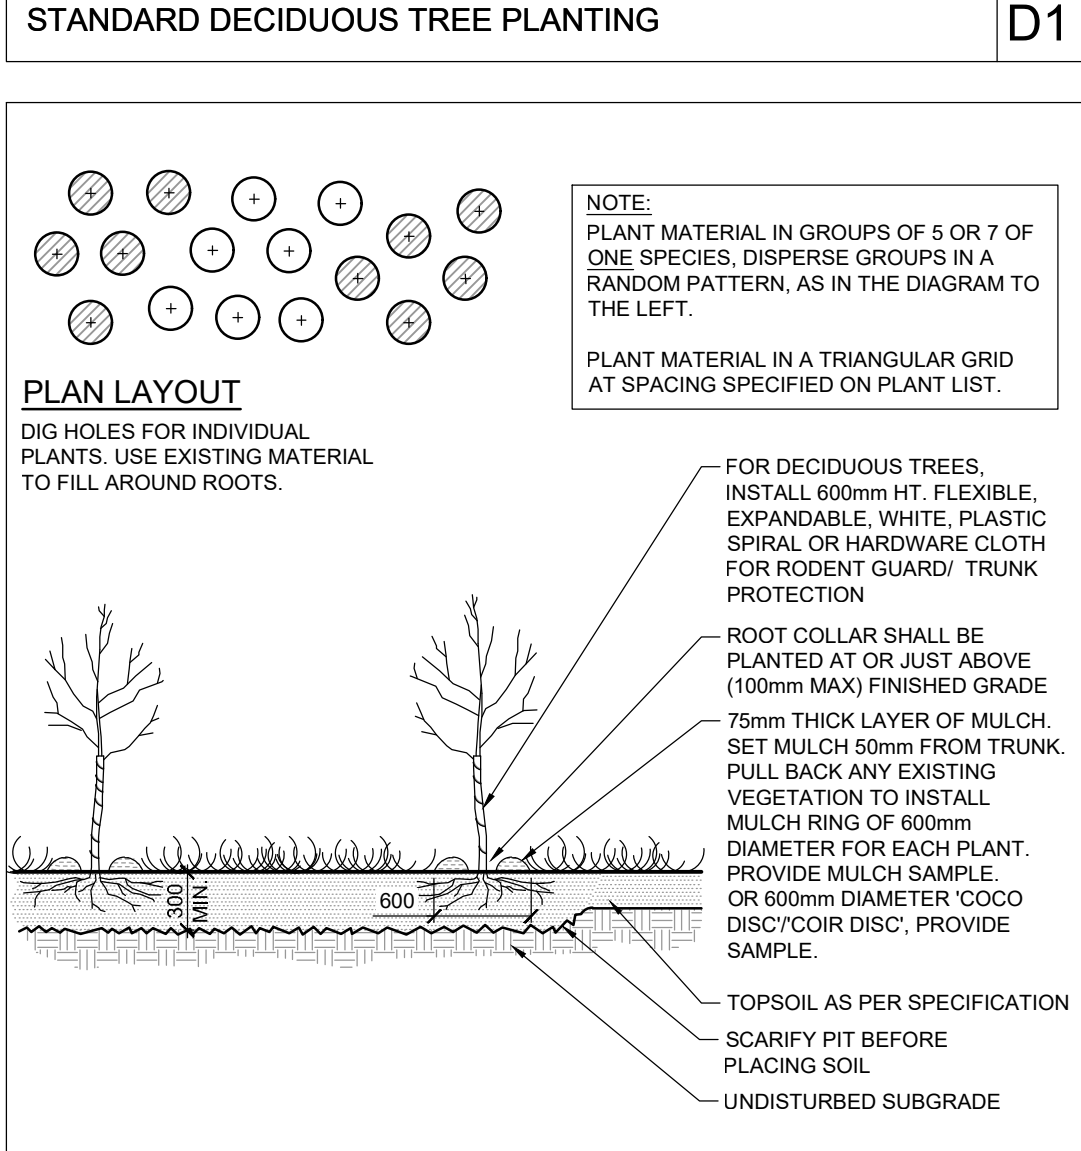 STANDARD DECIDUOUS TREE PLANTING
D1
NOTE:
PLANT MATERIAL IN GROUPS OF 5 OR 7 OF
ONE SPECIES, DISPERSE GROUPS IN A
RANDOM PATTERN, AS IN THE DIAGRAM TO
THE LEFT.
PLANT MATERIAL IN A TRIANGULAR GRID
AT SPACING SPECIFIED ON PLANT LIST.
PLAN LAYOUT
DIG HOLES FOR INDIVIDUAL
PLANTS. USE EXISTING MATERIAL
TO FILL AROUND ROOTS.
FOR DECIDUOUS TREES,
INSTALL 600mm HT. FLEXIBLE,
EXPANDABLE, WHITE, PLASTIC
SPIRAL OR HARDWARE CLOTH
FOR RODENT GUARD/ TRUNK
PROTECTION
ROOT COLLAR SHALL BE
PLANTED AT OR JUST ABOVE
(100mm MAX) FINISHED GRADE
75mm THICK LAYER OF MULCH.
SET MULCH 50mm FROM TRUNK.
PULL BACK ANY EXISTING
VEGETATION TO INSTALL
MULCH RING OF 600mm
DIAMETER FOR EACH PLANT.
PROVIDE MULCH SAMPLE.
OR 600mm DIAMETER 'COCO
DISC'/'COIR DISC', PROVIDE
SAMPLE.
300
MIN.
600
TOPSOIL AS PER SPECIFICATION
SCARIFY PIT BEFORE
PLACING SOIL
UNDISTURBED SUBGRADE